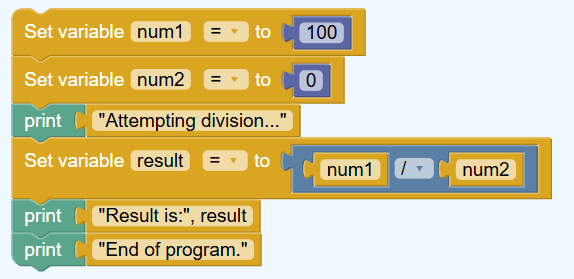 Set variable num1 = to 100
Set variable num2 = to 0
print "Attempting division..."
Set variable result = to num1 / num2
print "Result is:", result
print "End of program."